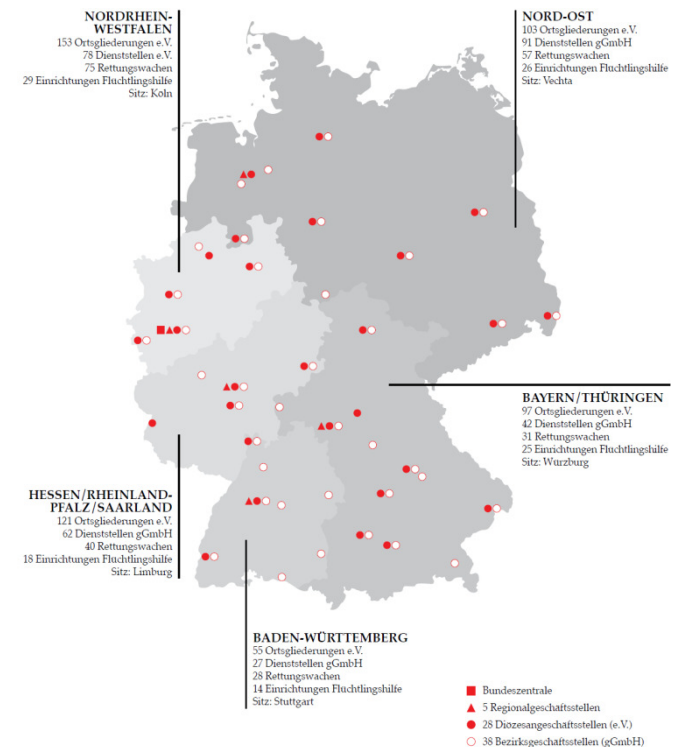 NORDRHEIN-
WESTFALEN
153 Ortsgliederungen e.V.
78 Dienststellen e.V.
75 Rettungswachen
29 Einrichtungen Flüchtlingshilfe
Sitz: Köln
NORD-OST
103 Ortsgliederungen e.V.
91 Dienststellen gGmbH
57 Rettungswachen
26 Einrichtungen Flüchtlingshilfe
Sitz: Vechta
BAYERN/THÜRINGEN
97 Ortsgliederungen e.V.
42 Dienststellen gGmbH
31 Rettungswachen
25 Einrichtungen Flüchtlingshilfe
Sitz: Würzburg
HESSEN/RHEINLAND-
PFALZ/SAARLAND
121 Ortsgliederungen e.V.
62 Dienststellen gGmbH
40 Rettungswachen
18 Einrichtungen Flüchtlingshilfe
Sitz: Limburg
BADEN-WÜRTTEMBERG
55 Ortsgliederungen e.V.
27 Dienststellen gGmbH
28 Rettungswachen
14 Einrichtungen Flüchtlingshilfe
Sitz: Stuttgart
Bundeszentrale
5 Regionalgeschäftsstellen
28 Diözesangeschäftsstellen (e.V.)
38 Bezirksgeschäftsstellen (gGmbH)